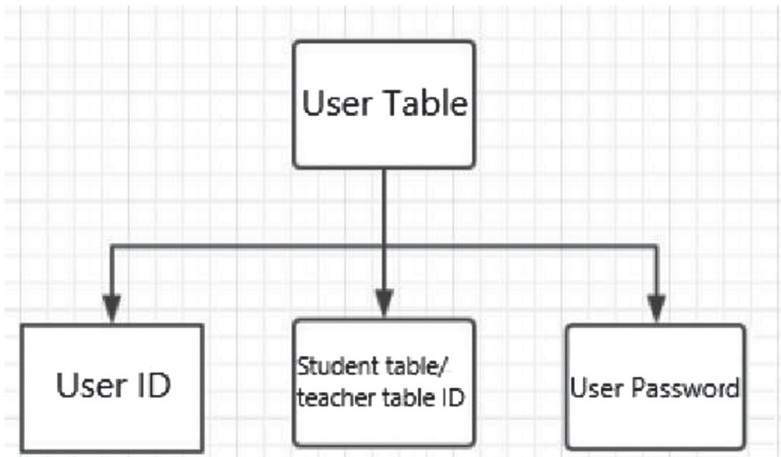 User Table
User ID
Student table/
teacher table ID
User Password